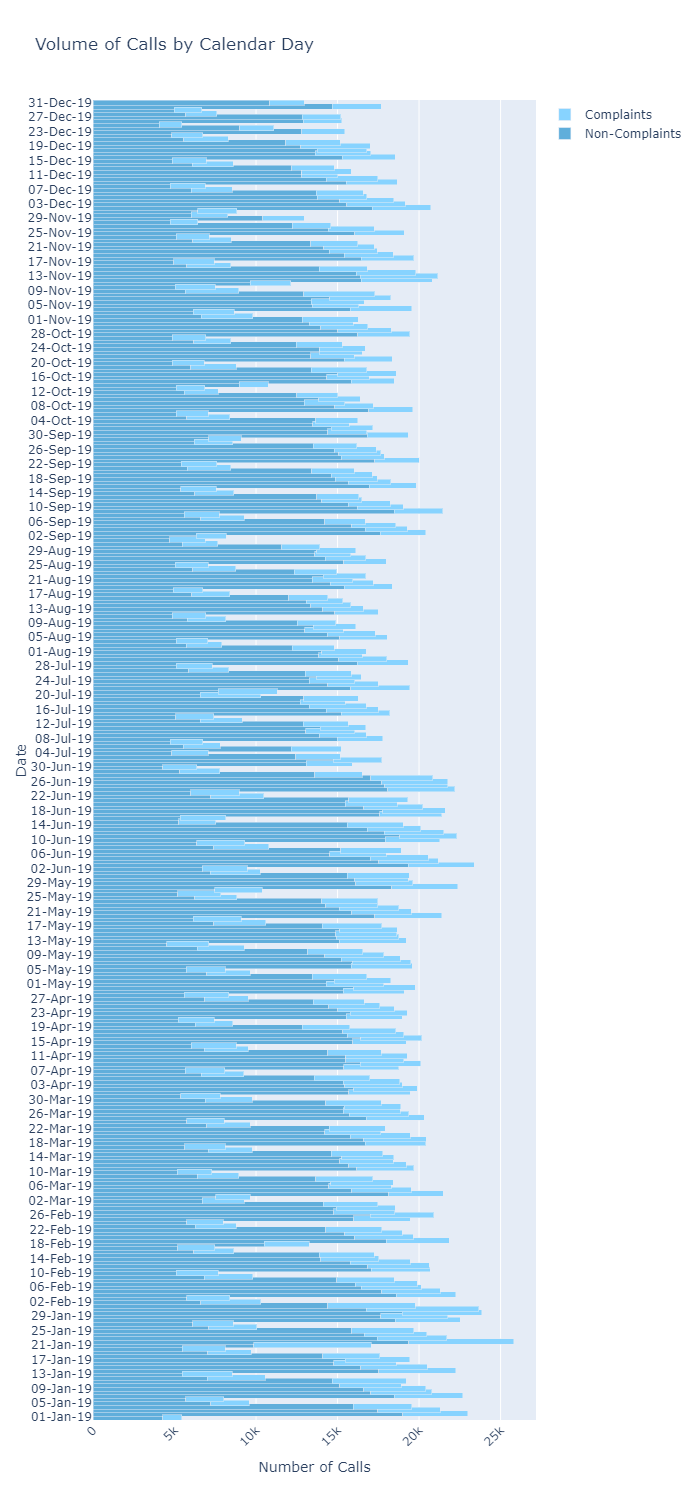 Volume of Calls by Calendar Day
Complaints
Non-Complaints
31-Dec-19
27-Dec-19
23-Dec-19
19-Dec-19
15-Dec-19
11-Dec-19
07-Dec-19
03-Dec-19
29-Nov-19
25-Nov-19
21-Nov-19
17-Nov-19
13-Nov-19
09-Nov-19
05-Nov-19
01-Nov-19
28-Oct-19
24-Oct-19
20-Oct-19
16-Oct-19
12-Oct-19
08-Oct-19
04-Oct-19
30-Sep-19
26-Sep-19
22-Sep-19
18-Sep-19
14-Sep-19
10-Sep-19
06-Sep-19
02-Sep-19
29-Aug-19
25-Aug-19
21-Aug-19
17-Aug-19
13-Aug-19
09-Aug-19
05-Aug-19
01-Aug-19
28-Jul-19
24-Jul-19
20-Jul-19
16-Jul-19
12-Jul-19
08-Jul-19
04-Jul-19
Date
30-Jun-19
26-Jun-19
22-Jun-19
18-Jun-19
14-Jun-19
10-Jun-19
06-Jun-19
02-Jun-19
29-May-19
25-May-19
21-May-19
17-May-19
13-May-19
09-May-19
05-May-19
01-May-19
27-Apr-19
23-Apr-19
19-Apr-19
15-Apr-19
11-Apr-19
07-Apr-19
03-Apr-19
30-Mar-19
26-Mar-19
22-Mar-19
18-Mar-19
14-Mar-19
10-Mar-19
06-Mar-19
02-Mar-19
26-Feb-19
22-Feb-19
18-Feb-19
14-Feb-19
10-Feb-19
06-Feb-19
02-Feb-19
29-Jan-19
25-Jan-19
21-Jan-19
17-Jan-19
13-Jan-19
09-Jan-19
05-Jan-19
01-Jan-19
0 5k 10k 15k 20k 25k
Number of Calls